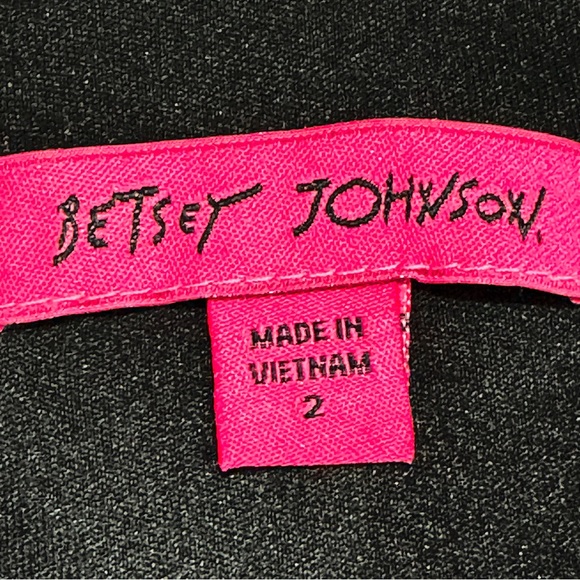 BETSEY JOHNSON.
MADE IN
VIETNAM
2